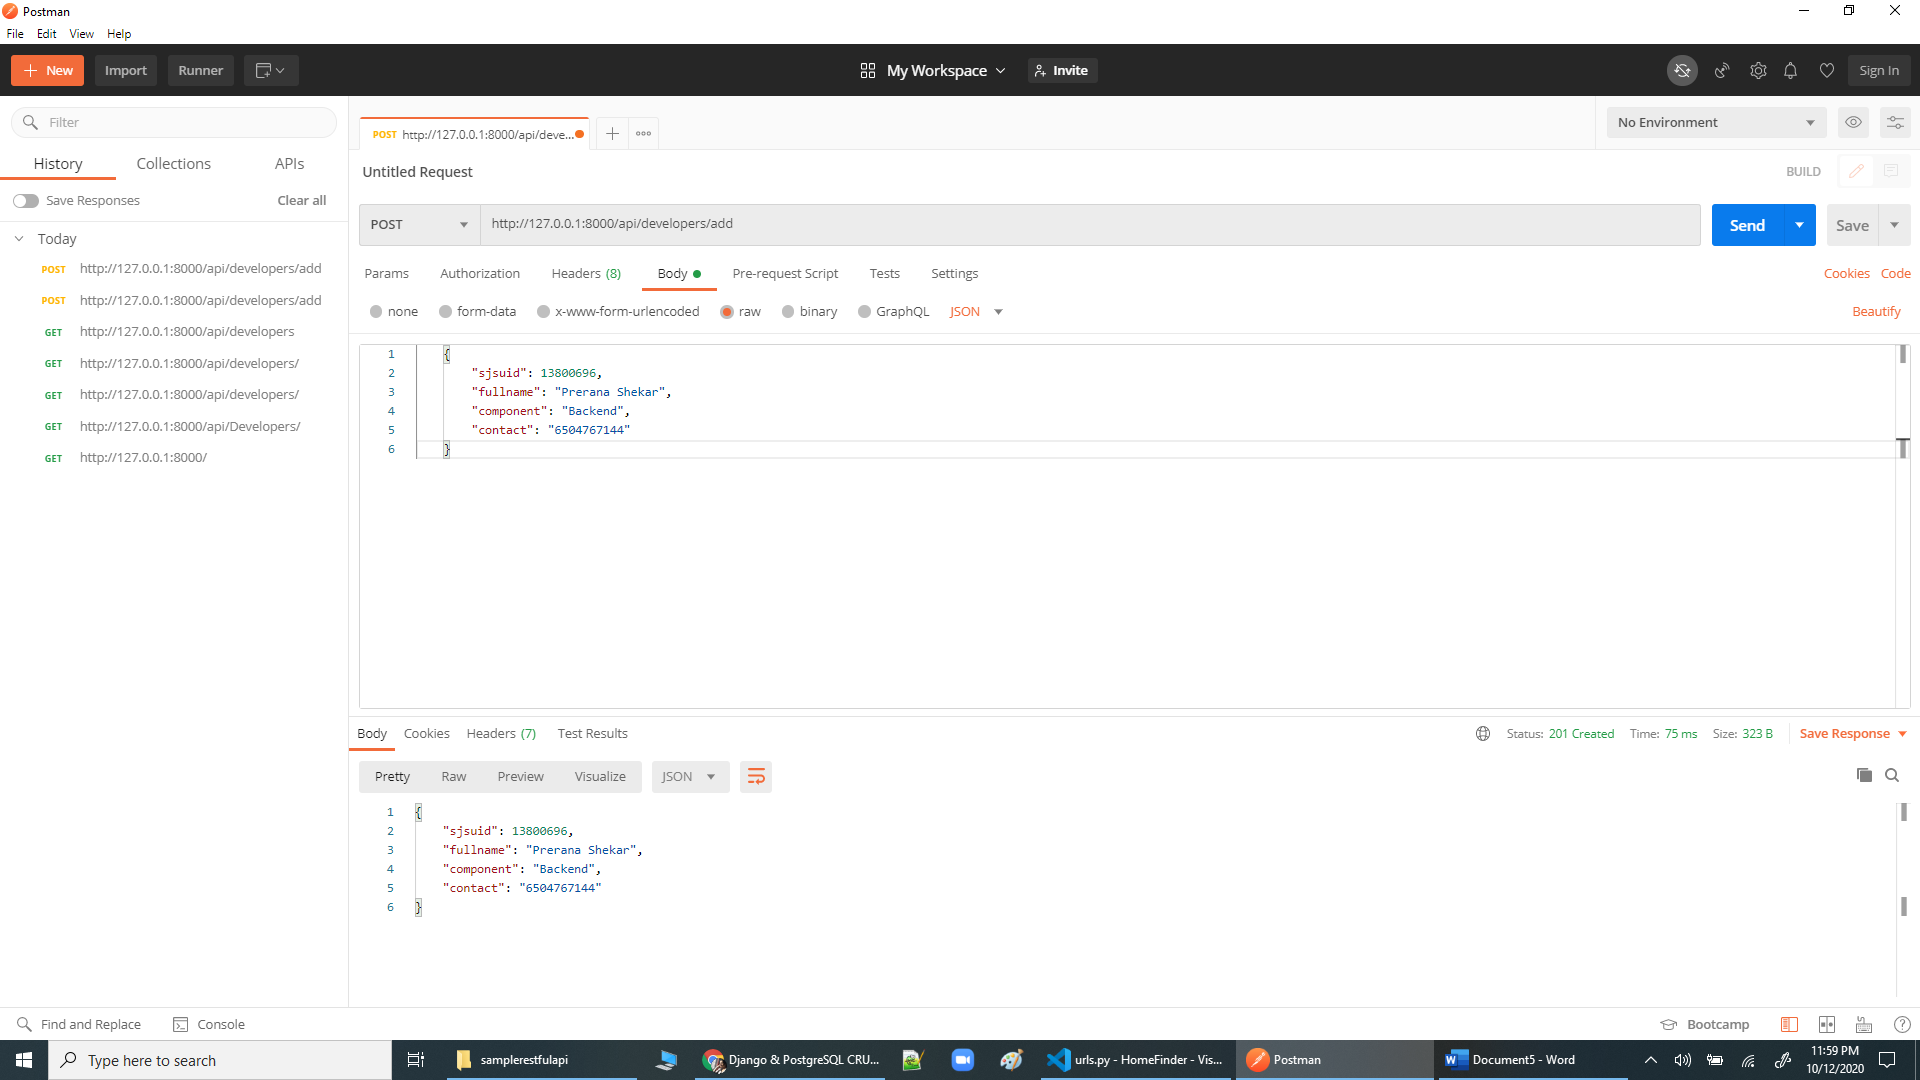 Postman
File Edit View Help
New Import Runner My Workspace Invite Sign In
Filter
History Collections APIs
Save Responses Clear all
Today
POST http://127.0.0.1:8000/api/developers/add
POST http://127.0.0.1:8000/api/developers/add
GET http://127.0.0.1:8000/api/developers
GET http://127.0.0.1:8000/api/developers/
GET http://127.0.0.1:8000/api/developers/
GET http://127.0.0.1:8000/api/Developers/
GET http://127.0.0.1:8000/
POST http://127.0.0.1:8000/api/deve...
No Environment
Untitled Request BUILD
POST http://127.0.0.1:8000/api/developers/add Send Save
Params Authorization Headers (8) Body Pre-request Script Tests Settings Cookies Code
none form-data x-www-form-urlencoded raw binary GraphQL JSON Beautify
1 {
2 "sjsuid": 13800696,
3 "fullname": "Prerana Shekar",
4 "component": "Backend",
5 "contact": "6504767144"
6 }
Body Cookies Headers (7) Test Results Status: 201 Created Time: 75 ms Size: 323 B Save Response
Pretty Raw Preview Visualize JSON
1 {
2 "sjsuid": 13800696,
3 "fullname": "Prerana Shekar",
4 "component": "Backend",
5 "contact": "6504767144"
6 }
Find and Replace Console Bootcamp
Type here to search samplerestfulapi Django & PostgreSQL CRU... urls.py - HomeFinder - Vis... Postman Document5 - Word 11:59 PM
10/12/2020